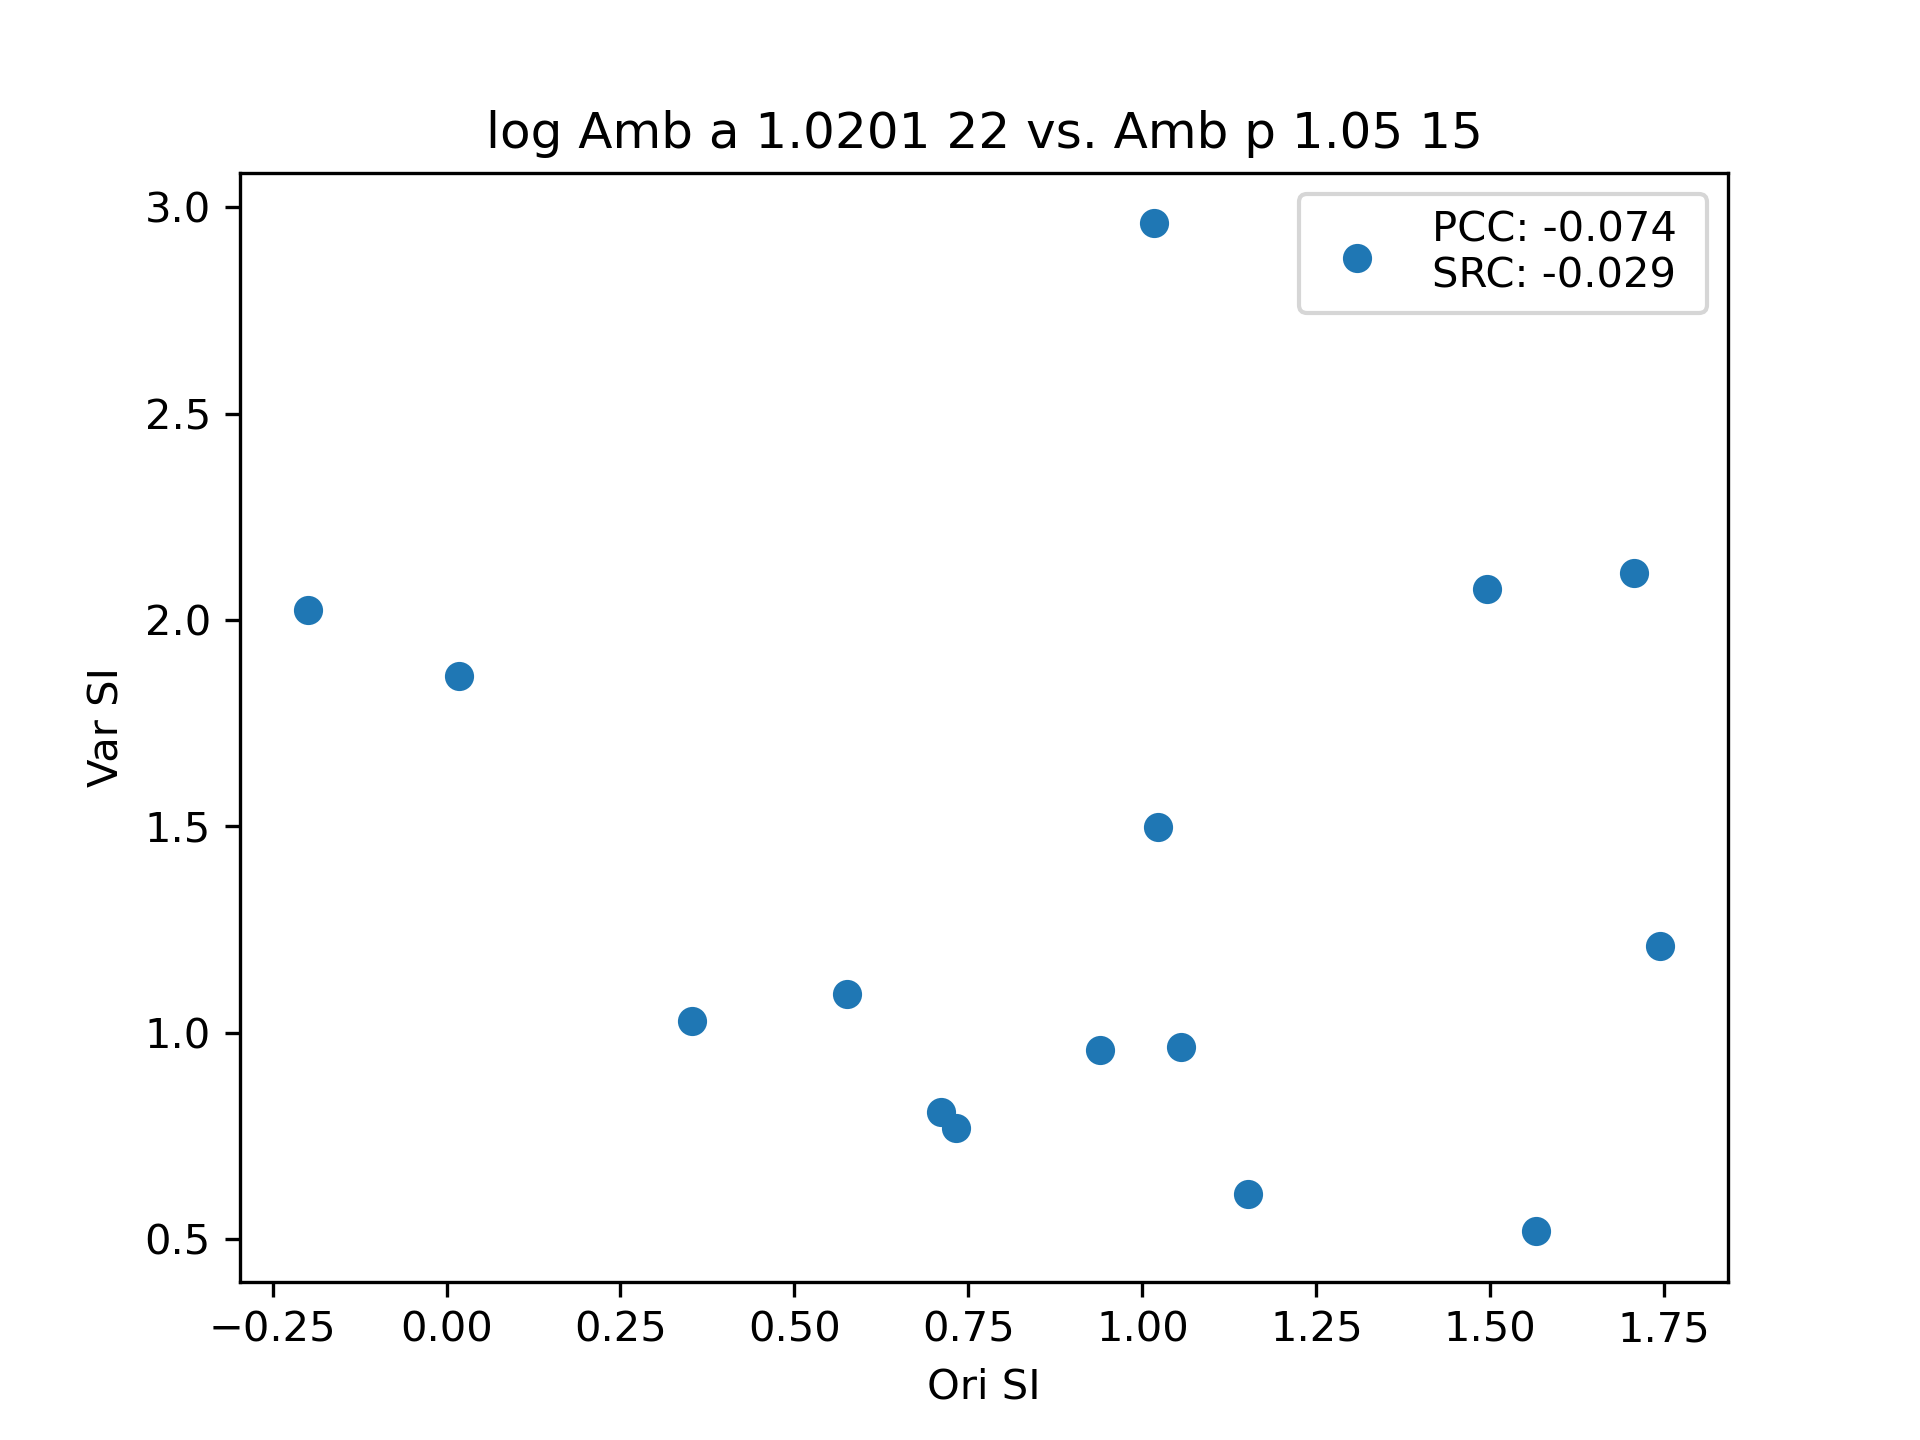 log Amb a 1.0201 22 vs. Amb p 1.05 15
PCC: -0.074
SRC: -0.029
3.0
2.5
2.0
1.5
1.0
0.5
Var SI
−0.25 0.00 0.25 0.50 0.75 1.00 1.25 1.50 1.75
Ori SI